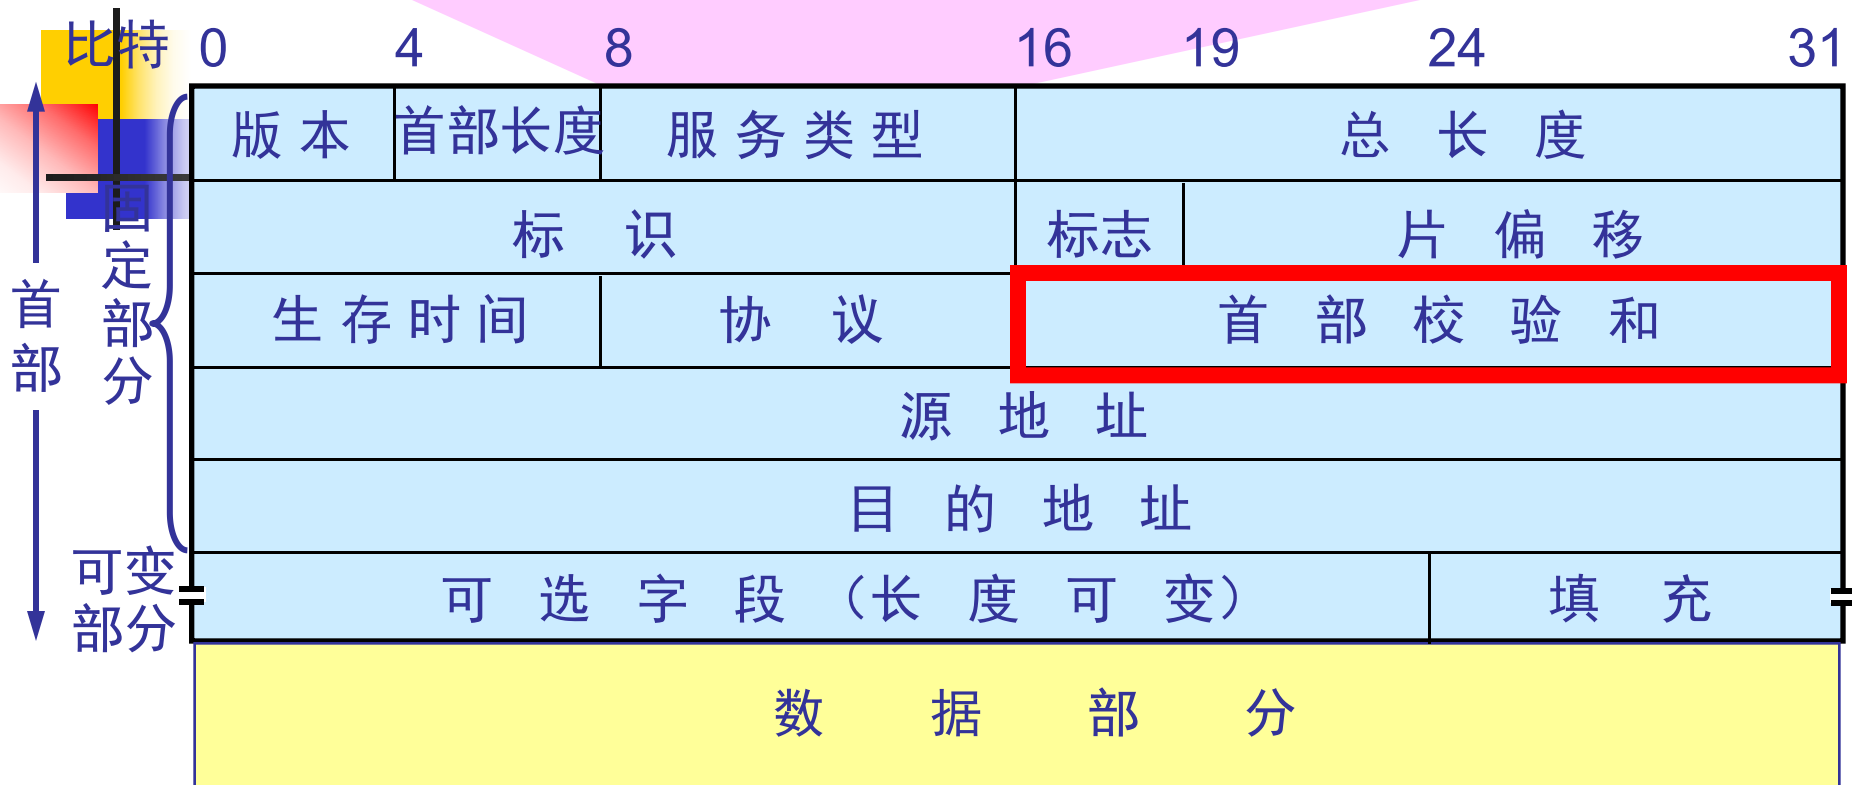 比特 0 4 8 16 19 24 31
版本 首部长度 服务类型 总长度
标识 标志 片偏移
生存时间 协议 首部校验和
源地址
目的地址
可选字段（长度可变） 填充
数据部分
首部
固定部分
可变
部分